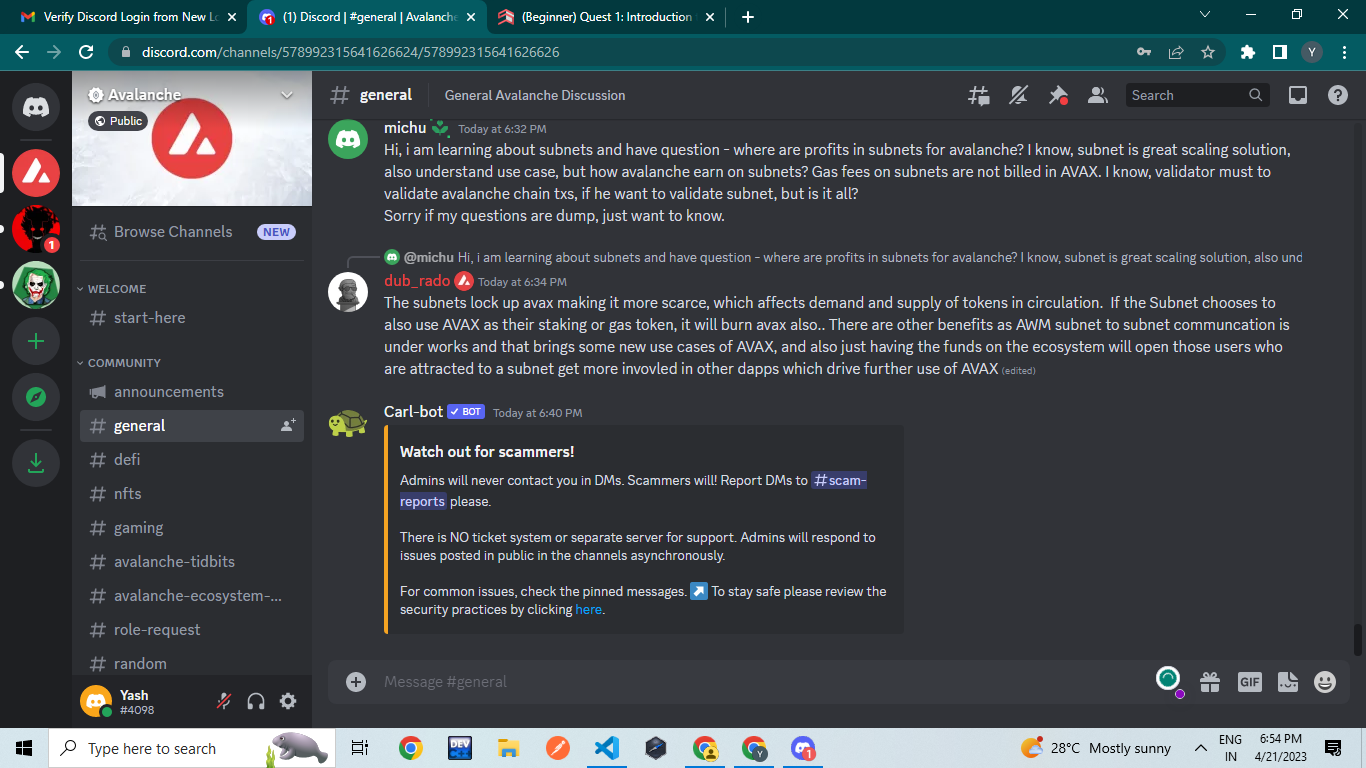 Verify Discord Login from New Lo
(1) Discord | #general | Avalanche
(Beginner) Quest 1: Introduction
discord.com/channels/578992315641626624/578992315641626626
Y
Avalanche
Public
Browse Channels NEW
WELCOME
start-here
COMMUNITY
announcements
general
defi
nfts
gaming
avalanche-tidbits
avalanche-ecosystem-...
role-request
random
1
Yash
#4098
general
General Avalanche Discussion
Search
michu Today at 6:32 PM
Hi, i am learning about subnets and have question - where are profits in subnets for avalanche? I know, subnet is great scaling solution,
also understand use case, but how avalanche earn on subnets? Gas fees on subnets are not billed in AVAX. I know, validator must to
validate avalanche chain txs, if he want to validate subnet, but is it all?
Sorry if my questions are dump, just want to know.
@michu Hi, i am learning about subnets and have question - where are profits in subnets for avalanche? I know, subnet is great scaling solution, also und
dub_rado Today at 6:34 PM
The subnets lock up avax making it more scarce, which affects demand and supply of tokens in circulation. If the Subnet chooses to
also use AVAX as their staking or gas token, it will burn avax also.. There are other benefits as AWM subnet to subnet communcation is
under works and that brings some new use cases of AVAX, and also just having the funds on the ecosystem will open those users who
are attracted to a subnet get more invovled in other dapps which drive further use of AVAX (edited)
Carl-bot BOT Today at 6:40 PM
Watch out for scammers!
Admins will never contact you in DMs. Scammers will! Report DMs to #scam-
reports please.
There is NO ticket system or separate server for support. Admins will respond to
issues posted in public in the channels asynchronously.
For common issues, check the pinned messages. To stay safe please review the
security practices by clicking here.
Message #general
GIF
Type here to search
DEV
Y
1
28°C Mostly sunny
ENG
IN
6:54 PM
4/21/2023